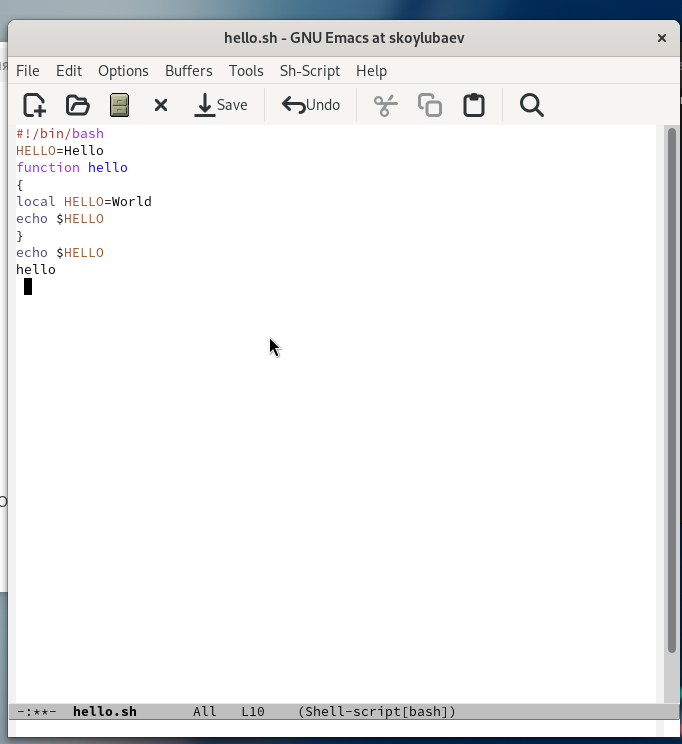 hello.sh - GNU Emacs at skoylubaev
File Edit Options Buffers Tools Sh-Script Help
Save Undo
#!/bin/bash
HELLO=Hello
function hello
{
local HELLO=World
echo $HELLO
}
echo $HELLO
hello
-:**- hello.sh All L10 (Shell-script[bash])